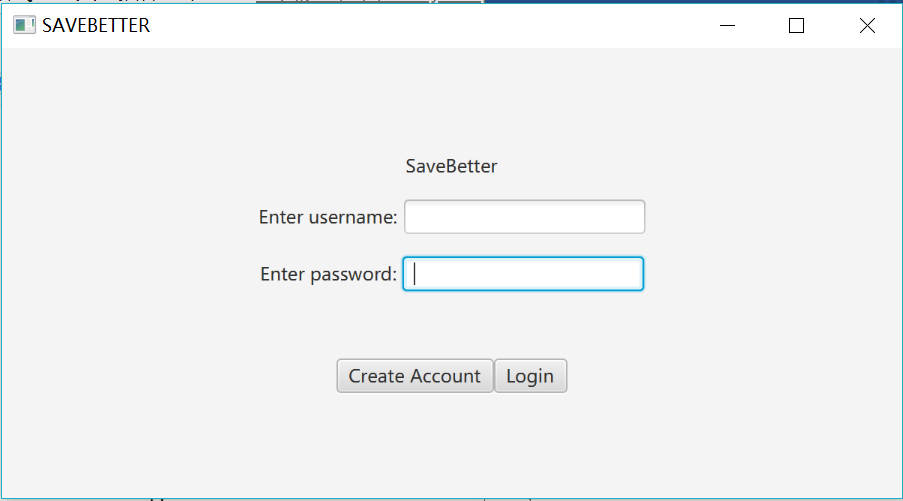 SAVEBETTER
SaveBetter
Enter username:
Enter password:
Create Account Login